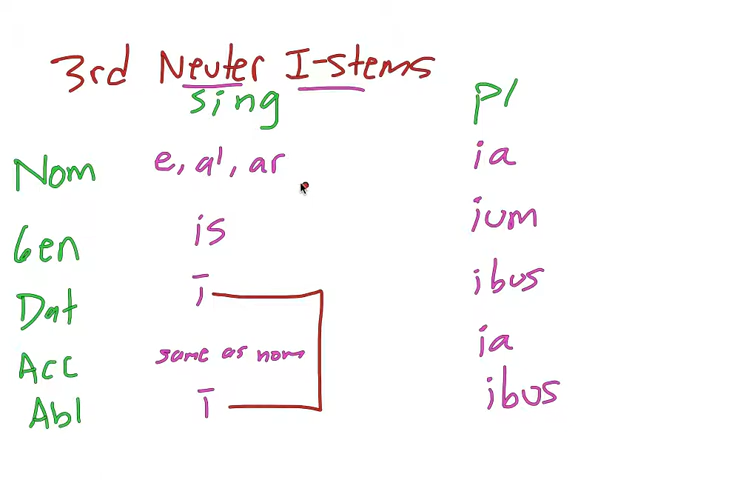 3rd Neuter I-stems
sing pl
Nom e, al, ar ia
Gen is ium
Dat ī ibus
Acc same as nom ia
Abl ī ibus